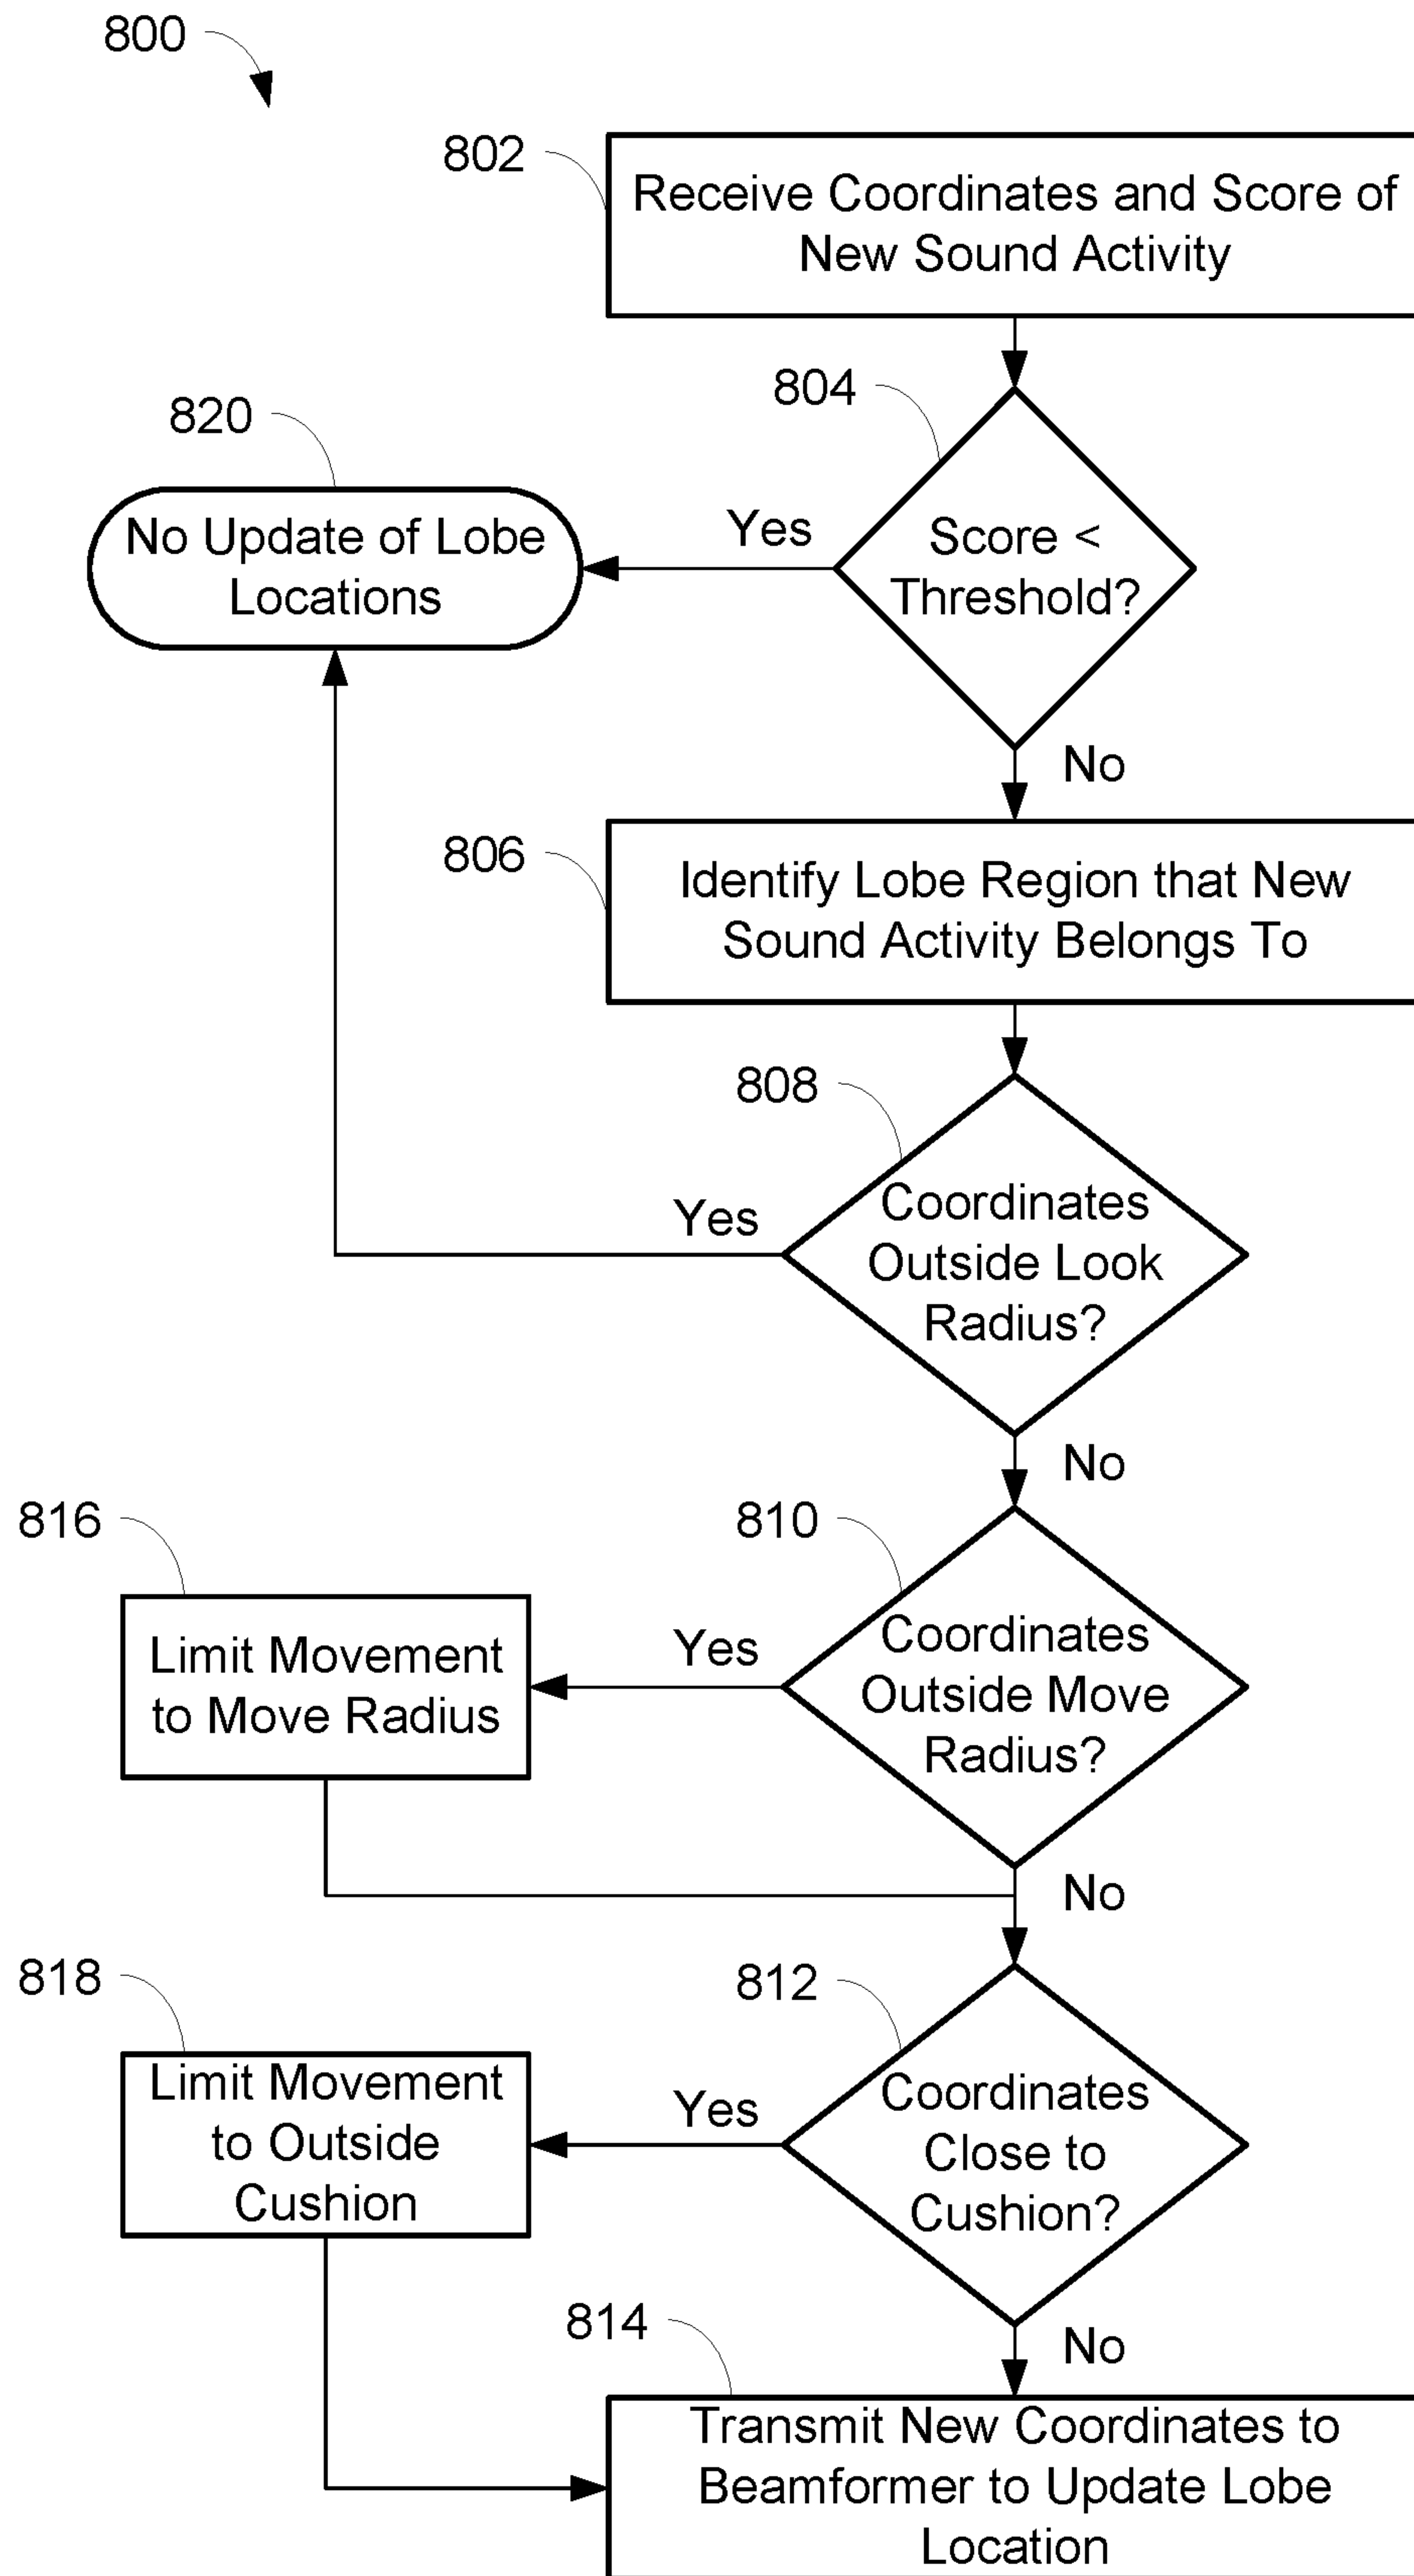 800
802
Receive Coordinates and Score of
New Sound Activity
804
820
No Update of Lobe
Locations
Yes
Score <
Threshold?
No
806
Identify Lobe Region that New
Sound Activity Belongs To
808
Yes
Coordinates
Outside Look
Radius?
No
816
810
Limit Movement
to Move Radius
Yes
Coordinates
Outside Move
Radius?
No
818
812
Limit Movement
to Outside
Cushion
Yes
Coordinates
Close to
Cushion?
814
No
Transmit New Coordinates to
Beamformer to Update Lobe
Location